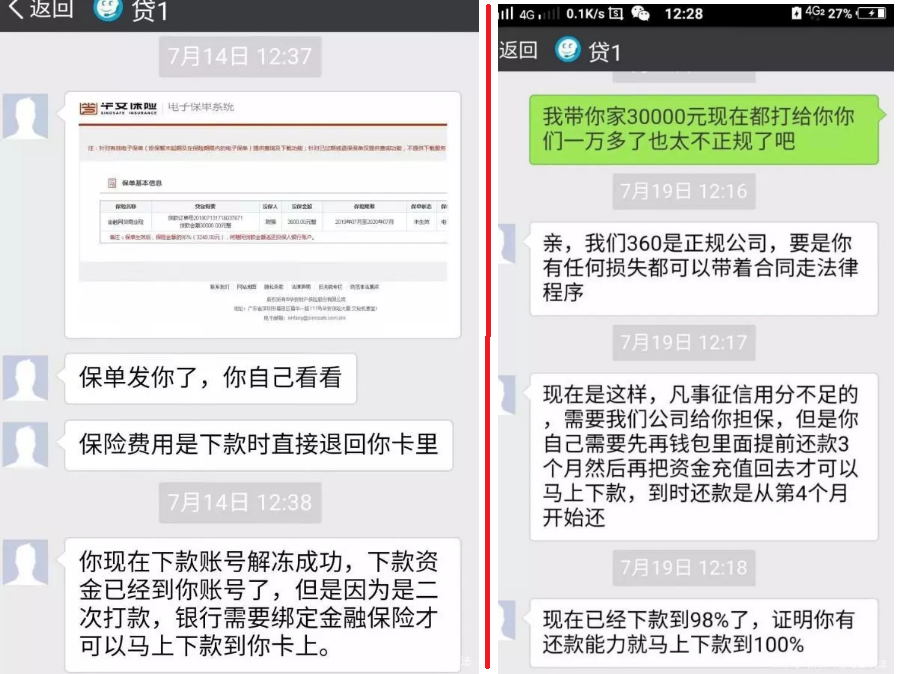 返回
贷1
7月14日 12:37
华安保险
SINOSAFE INSURANCE
电子保单系统
保单基本信息
保单发你了，你自己看看
保险费用是下款时直接退回你卡里
7月14日 12:38
你现在下款账号解冻成功，下款资
金已经到你账号了，但是因为是二
次打款，银行需要绑定金融保险才
可以马上下款到你卡上。
4G 0.1K/s 12:28 4G2 27%
返回
贷1
我带你家30000元现在都打给你你
们一万多了也太不正规了吧
7月19日 12:16
亲，我们360是正规公司，要是你
有任何损失都可以带着合同走法律
程序
7月19日 12:17
现在是这样，凡事征信用分不足的
，需要我们公司给你担保，但是你
自己需要先再钱包里面提前还款3
个月然后再把资金充值回去才可以
马上下款，到时还款是从第4个月
开始还
7月19日 12:18
现在已经下款到98%了，证明你有
还款能力就马上下款到100%